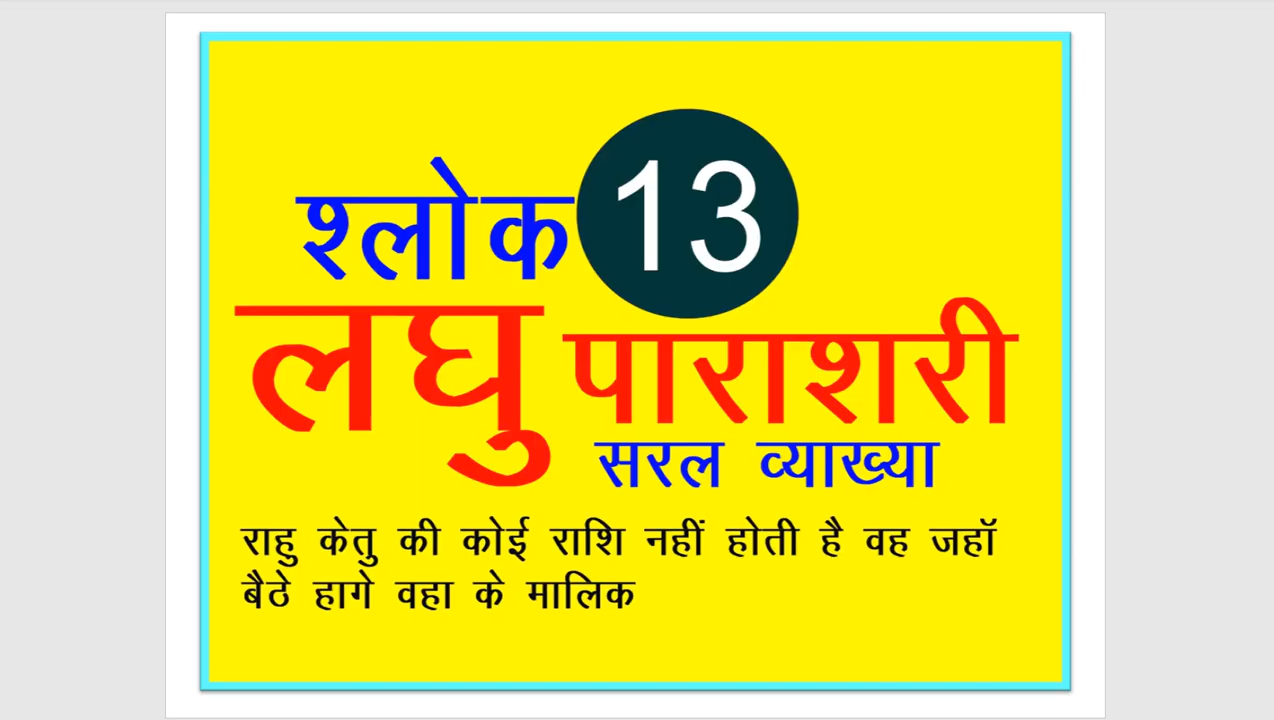 श्लोक 13
लघु पाराशरी
सरल व्याख्या
राहु केतु की कोई राशि नहीं होती है वह जहॉ
बैठे हागे वहा के मालिक